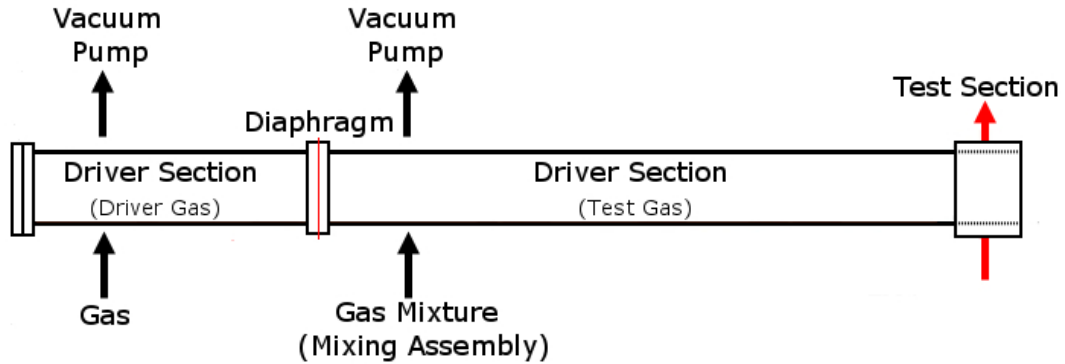 Vacuum
Pump
Vacuum
Pump
Test Section
Diaphragm
Driver Section
(Driver Gas)
Driver Section
(Test Gas)
Gas
Gas Mixture
(Mixing Assembly)